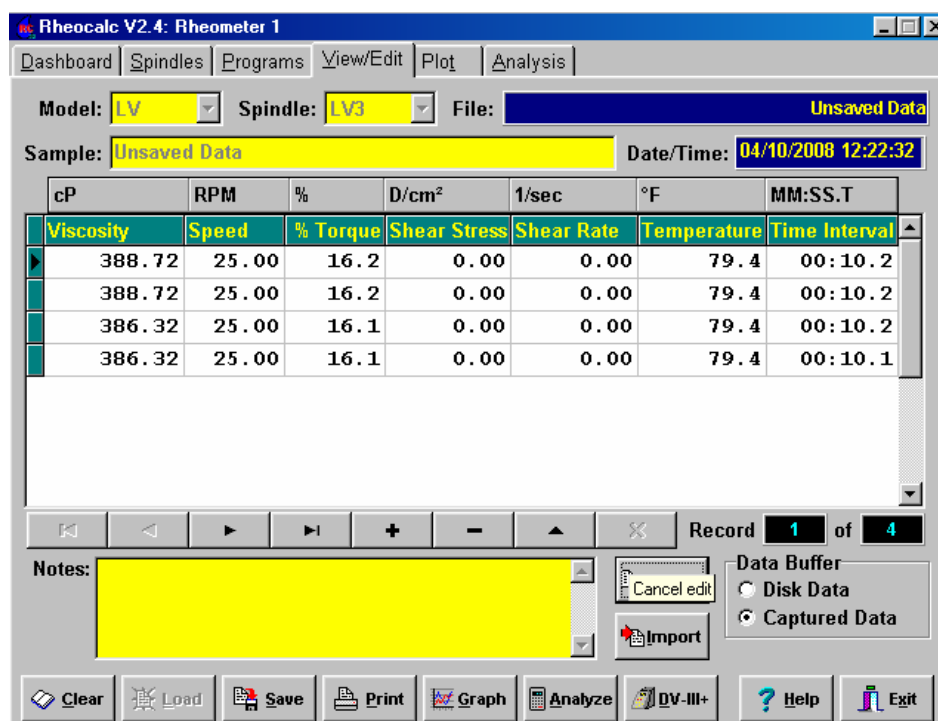 Rheocalc V2.4: Rheometer 1
Dashboard Spindles Programs View/Edit Plot Analysis
Model: LV Spindle: LV3 File: Unsaved Data
Sample: Unsaved Data Date/Time: 04/10/2008 12:22:32
cP RPM % D/cm² 1/sec °F MM:SS.T
Viscosity Speed % Torque Shear Stress Shear Rate Temperature Time Interval
388.72 25.00 16.2 0.00 0.00 79.4 00:10.2
388.72 25.00 16.2 0.00 0.00 79.4 00:10.2
386.32 25.00 16.1 0.00 0.00 79.4 00:10.2
386.32 25.00 16.1 0.00 0.00 79.4 00:10.1
Record 1 of 4
Notes: Data Buffer
Cancel edit Disk Data
Captured Data
Import
Clear Load Save Print Graph Analyze DV-III+ Help Exit